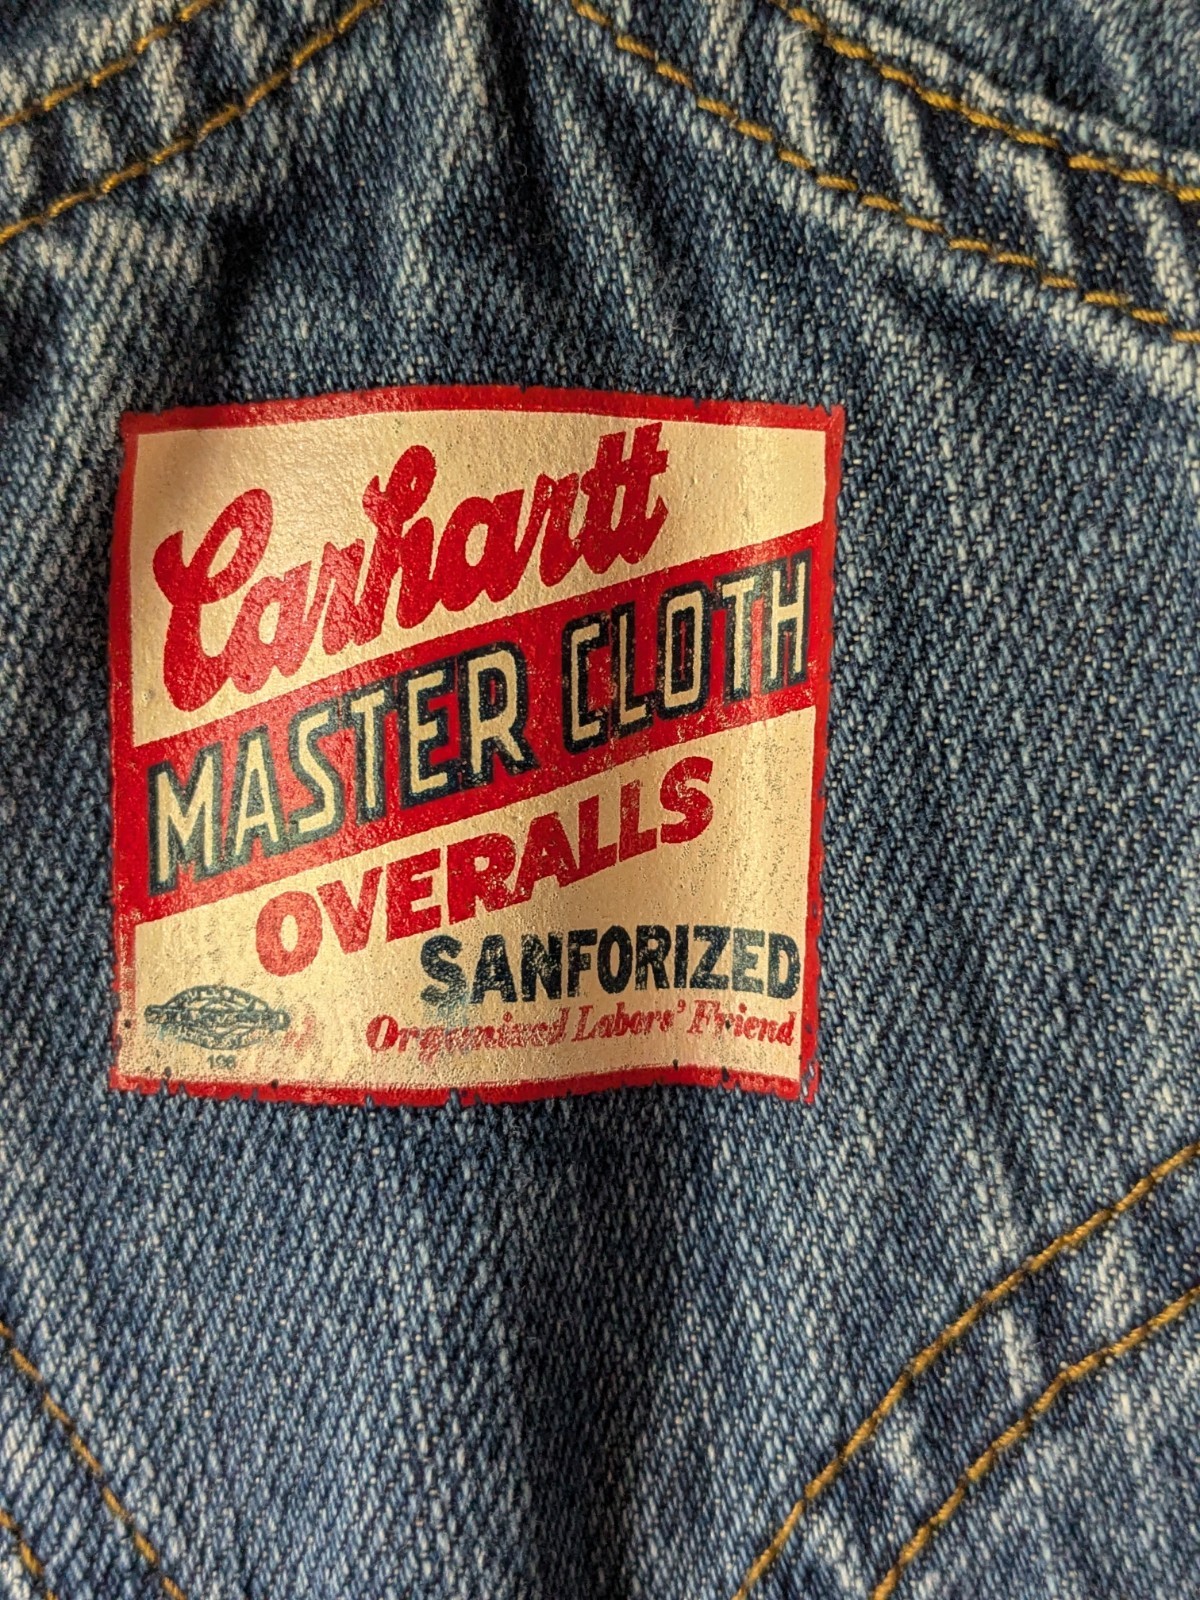 Carhartt
MASTER CLOTH
OVERALLS
SANFORIZED
Organized Labors' Friend